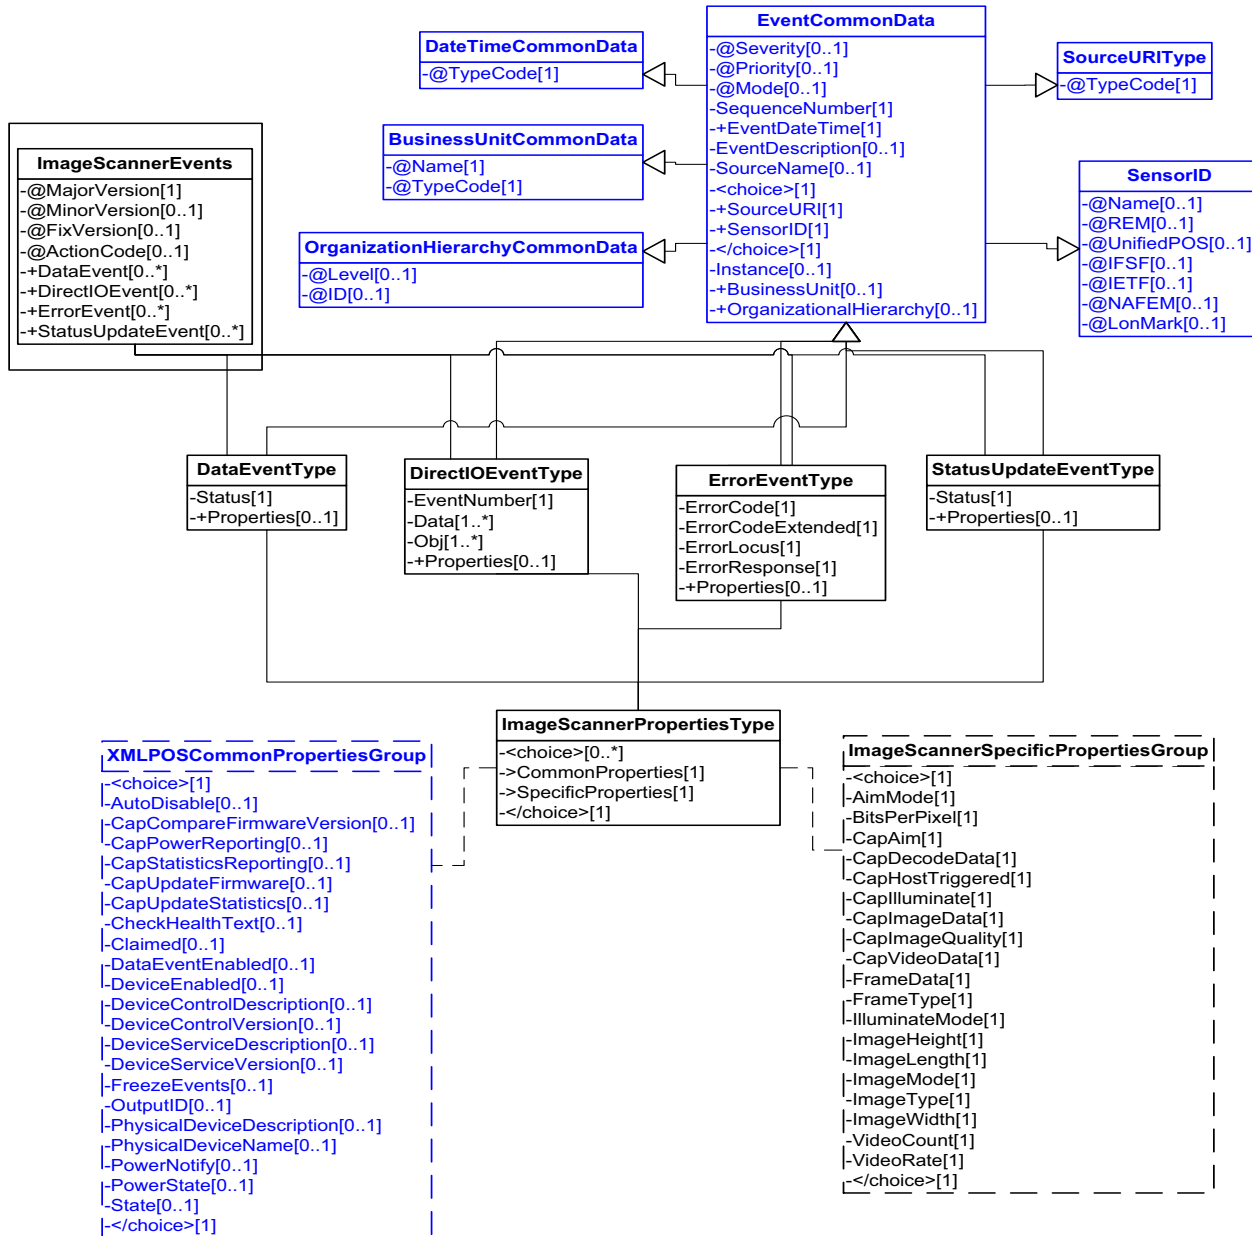 EventCommonData
-@Severity[0..1]
-@Priority[0..1]
-@Mode[0..1]
-SequenceNumber[1]
-+EventDateTime[1]
-EventDescription[0..1]
-SourceName[0..1]
-<choice>[1]
-+SourceURI[1]
-+SensorID[1]
-</choice>[1]
-Instance[0..1]
-+BusinessUnit[0..1]
-+OrganizationalHierarchy[0..1]
DateTimeCommonData
-@TypeCode[1]
SourceURIType
-@TypeCode[1]
BusinessUnitCommonData
-@Name[1]
-@TypeCode[1]
ImageScannerEvents
-@MajorVersion[1]
-@MinorVersion[0..1]
-@FixVersion[0..1]
-@ActionCode[0..1]
-+DataEvent[0..*]
-+DirectIOEvent[0..*]
-+ErrorEvent[0..*]
-+StatusUpdateEvent[0..*]
SensorID
-@Name[0..1]
-@REM[0..1]
-@UnifiedPOS[0..1]
-@IFSF[0..1]
-@IETF[0..1]
-@NAFEM[0..1]
-@LonMark[0..1]
OrganizationHierarchyCommonData
-@Level[0..1]
-@ID[0..1]
DataEventType
-Status[1]
-+Properties[0..1]
DirectIOEventType
-EventNumber[1]
-Data[1..*]
-Obj[1..*]
-+Properties[0..1]
ErrorEventType
-ErrorCode[1]
-ErrorCodeExtended[1]
-ErrorLocus[1]
-ErrorResponse[1]
-+Properties[0..1]
StatusUpdateEventType
-Status[1]
-+Properties[0..1]
ImageScannerPropertiesType
-<choice>[0..*]
->CommonProperties[1]
->SpecificProperties[1]
-</choice>[1]
XMLPOSCommonPropertiesGroup
-<choice>[1]
-AutoDisable[0..1]
-CapCompareFirmwareVersion[0..1]
-CapPowerReporting[0..1]
-CapStatisticsReporting[0..1]
-CapUpdateFirmware[0..1]
-CapUpdateStatistics[0..1]
-CheckHealthText[0..1]
-Claimed[0..1]
-DataEventEnabled[0..1]
-DeviceEnabled[0..1]
-DeviceControlDescription[0..1]
-DeviceControlVersion[0..1]
-DeviceServiceDescription[0..1]
-DeviceServiceVersion[0..1]
-FreezeEvents[0..1]
-OutputID[0..1]
-PhysicalDeviceDescription[0..1]
-PhysicalDeviceName[0..1]
-PowerNotify[0..1]
-PowerState[0..1]
-State[0..1]
-</choice>[1]
ImageScannerSpecificPropertiesGroup
-<choice>[1]
-AimMode[1]
-BitsPerPixel[1]
-CapAim[1]
-CapDecodeData[1]
-CapHostTriggered[1]
-CapIlluminate[1]
-CapImageData[1]
-CapImageQuality[1]
-CapVideoData[1]
-FrameData[1]
-FrameType[1]
-IlluminateMode[1]
-ImageHeight[1]
-ImageLength[1]
-ImageMode[1]
-ImageType[1]
-ImageWidth[1]
-VideoCount[1]
-VideoRate[1]
-</choice>[1]